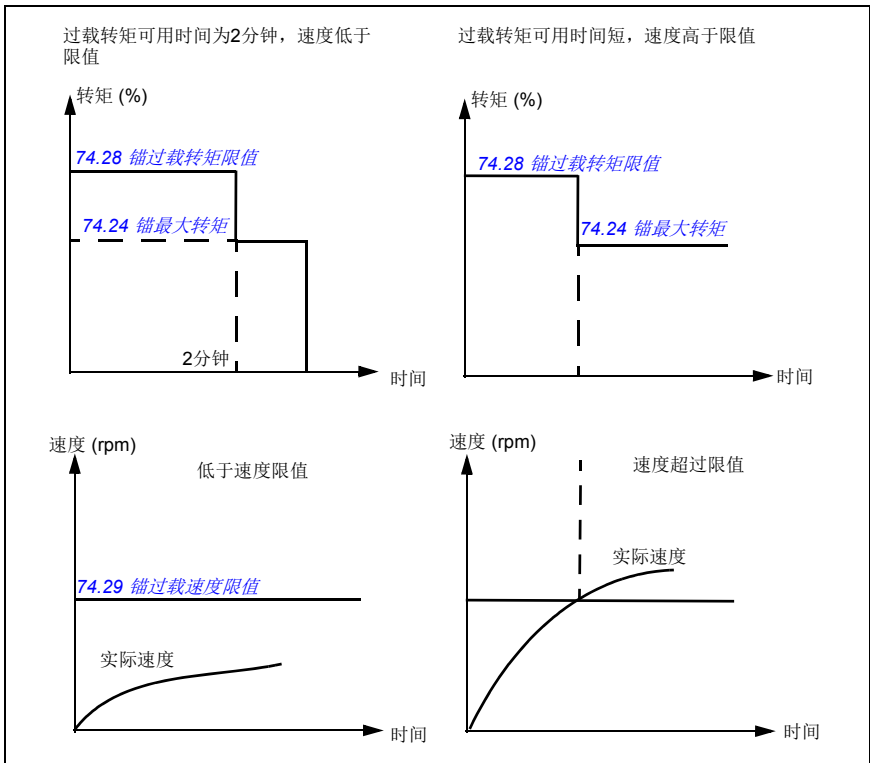 过载转矩可用时间为2分钟，速度低于
限值
转矩 (%)
74.28 锚过载转矩限值
74.24 锚最大转矩
2分钟
时间
过载转矩可用时间短，速度高于限值
转矩 (%)
74.28 锚过载转矩限值
74.24 锚最大转矩
时间
速度 (rpm)
低于速度限值
74.29 锚过载速度限值
实际速度
时间
速度 (rpm)
速度超过限值
实际速度
时间